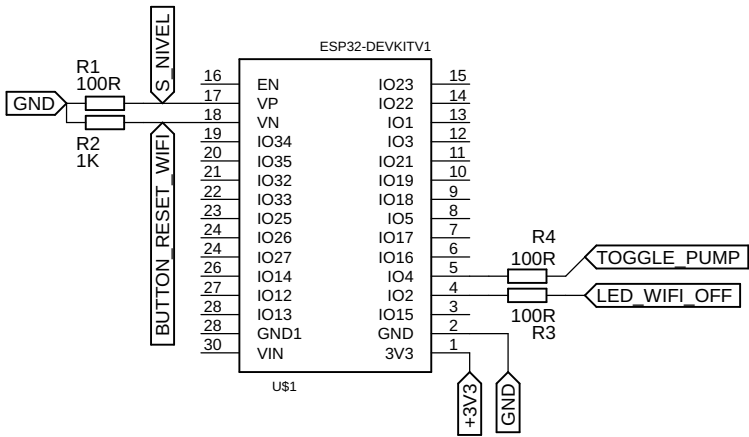 ESP32-DEVKITV1
S_NIVEL
R1
100R
GND
R2
1K
BUTTON_RESET_WIFI
16 EN IO23 15
17 VP IO22 14
18 VN IO1 13
19 IO34 IO3 12
20 IO35 IO21 11
21 IO32 IO19 10
22 IO33 IO18 9
23 IO25 IO5 8
24 IO26 IO17 7
24 IO27 IO16 6
26 IO14 IO4 5
27 IO12 IO2 4
28 IO13 IO15 3
28 GND1 GND 2
30 VIN 3V3 1
R4
100R
TOGGLE_PUMP
LED_WIFI_OFF
100R
R3
U$1
+3V3
GND